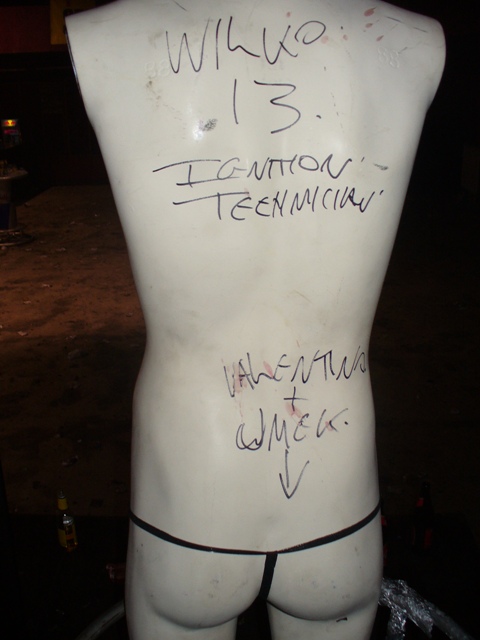 WILKO.
.13.
IGNITION
TECHNICIAN
VALENTINO
+